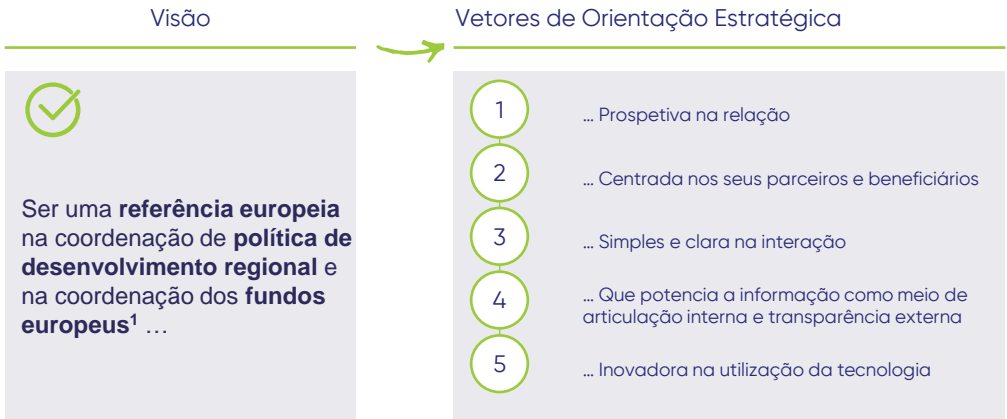 Visão
Vetores de Orientação Estratégica
Ser uma referência europeia
na coordenação de política de
desenvolvimento regional e
na coordenação dos fundos
europeus¹ …
1
... Prospetiva na relação
2
... Centrada nos seus parceiros e beneficiários
3
... Simples e clara na interação
4
... Que potencia a informação como meio de
articulação interna e transparência externa
5
... Inovadora na utilização da tecnologia